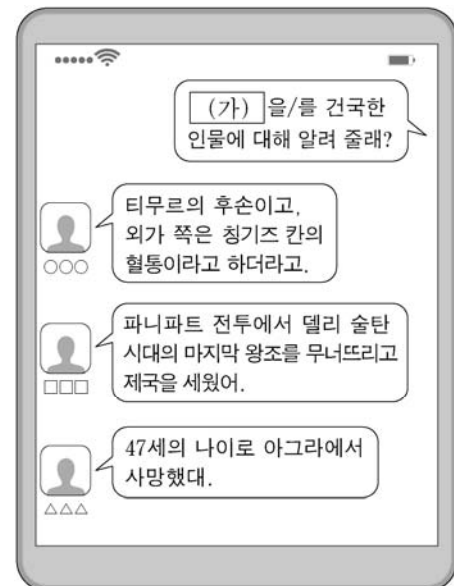 (가) 을/를 건국한
인물에 대해 알려 줄래?
티무르의 후손이고,
외가 쪽은 칭기즈 칸의
혈통이라고 하더라고.
○○○
파니파트 전투에서 델리 술탄
시대의 마지막 왕조를 무너뜨리고
제국을 세웠어.
□□□
47세의 나이로 아그라에서
사망했대.
△△△